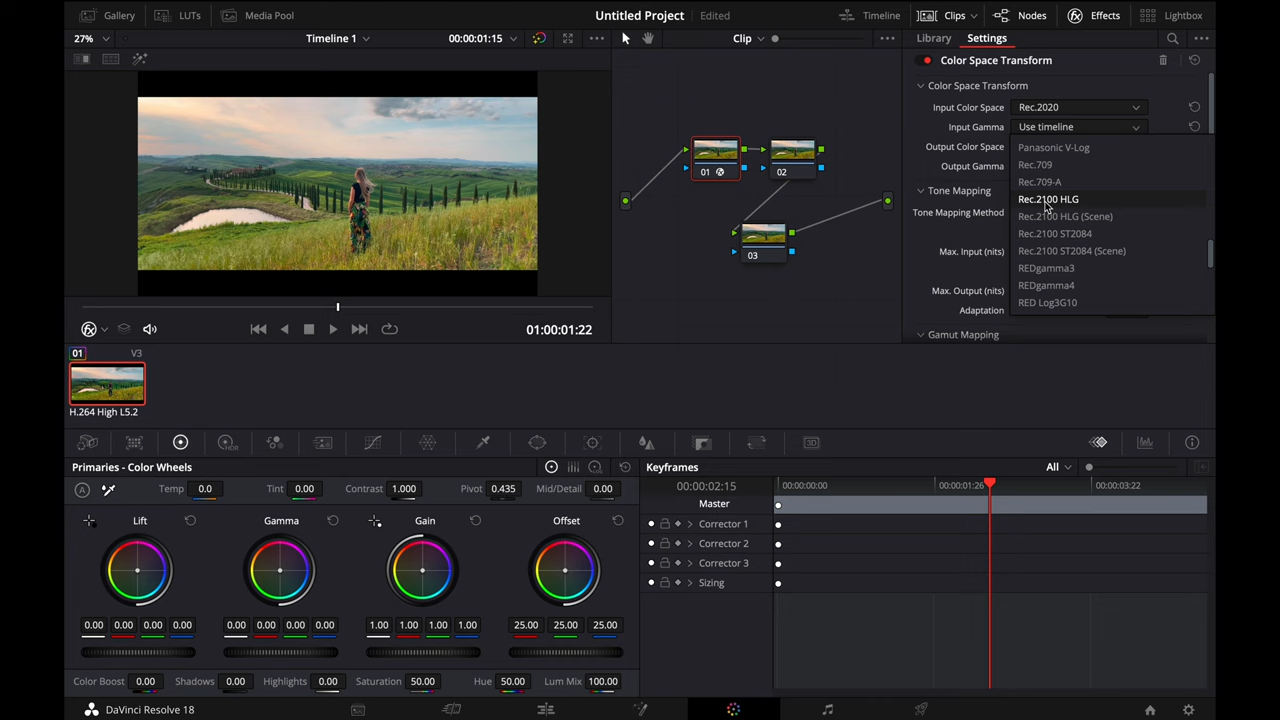 Gallery LUTs Media Pool Untitled Project Edited Timeline Clips Nodes Effects Lightbox
27% Timeline 1 00:00:01:15 Clip Library Settings
Color Space Transform
Color Space Transform
Input Color Space Rec.2020
Input Gamma Use timeline
Output Color Space
Output Gamma
Tone Mapping
Tone Mapping Method
Max. Input (nits)
Max. Output (nits)
Adaptation
Gamut Mapping
Panasonic V-Log
Rec.709
Rec.709-A
Rec.2100 HLG
Rec.2100 HLG (Scene)
Rec.2100 ST2084
Rec.2100 ST2084 (Scene)
REDgamma3
REDgamma4
RED Log3G10
01
02
03
01:00:01:22
01 V3
H.264 High L5.2
Primaries - Color Wheels
A Temp 0.0 Tint 0.00 Contrast 1.000 Pivot 0.435 Mid/Detail 0.00
Lift Gamma Gain Offset
0.00 0.00 0.00 0.00 0.00 0.00 0.00 0.00 1.00 1.00 1.00 1.00 25.00 25.00 25.00
Color Boost 0.00 Shadows 0.00 Highlights 0.00 Saturation 50.00 Hue 50.00 Lum Mix 100.00
Keyframes All
00:00:02:15 00:00:00:00 00:00:01:26 00:00:03:22
Master
Corrector 1
Corrector 2
Corrector 3
Sizing
DaVinci Resolve 18